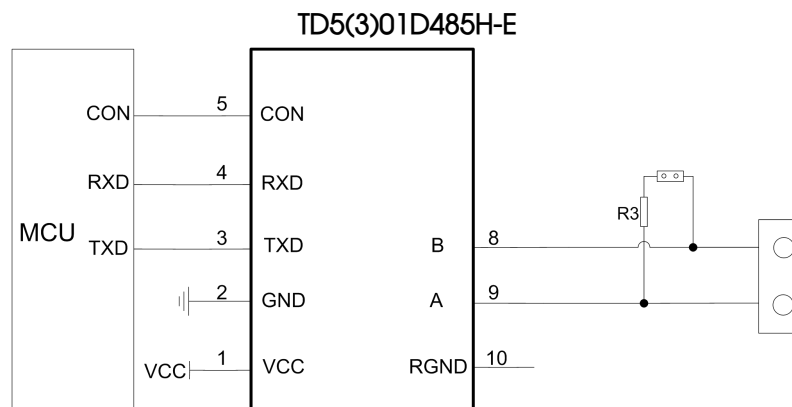 TD5(3)01D485H-E
CON 5 CON
RXD 4 RXD
R3
MCU
TXD 3 TXD
B 8
2 GND
A 9
VCC 1 VCC
RGND 10